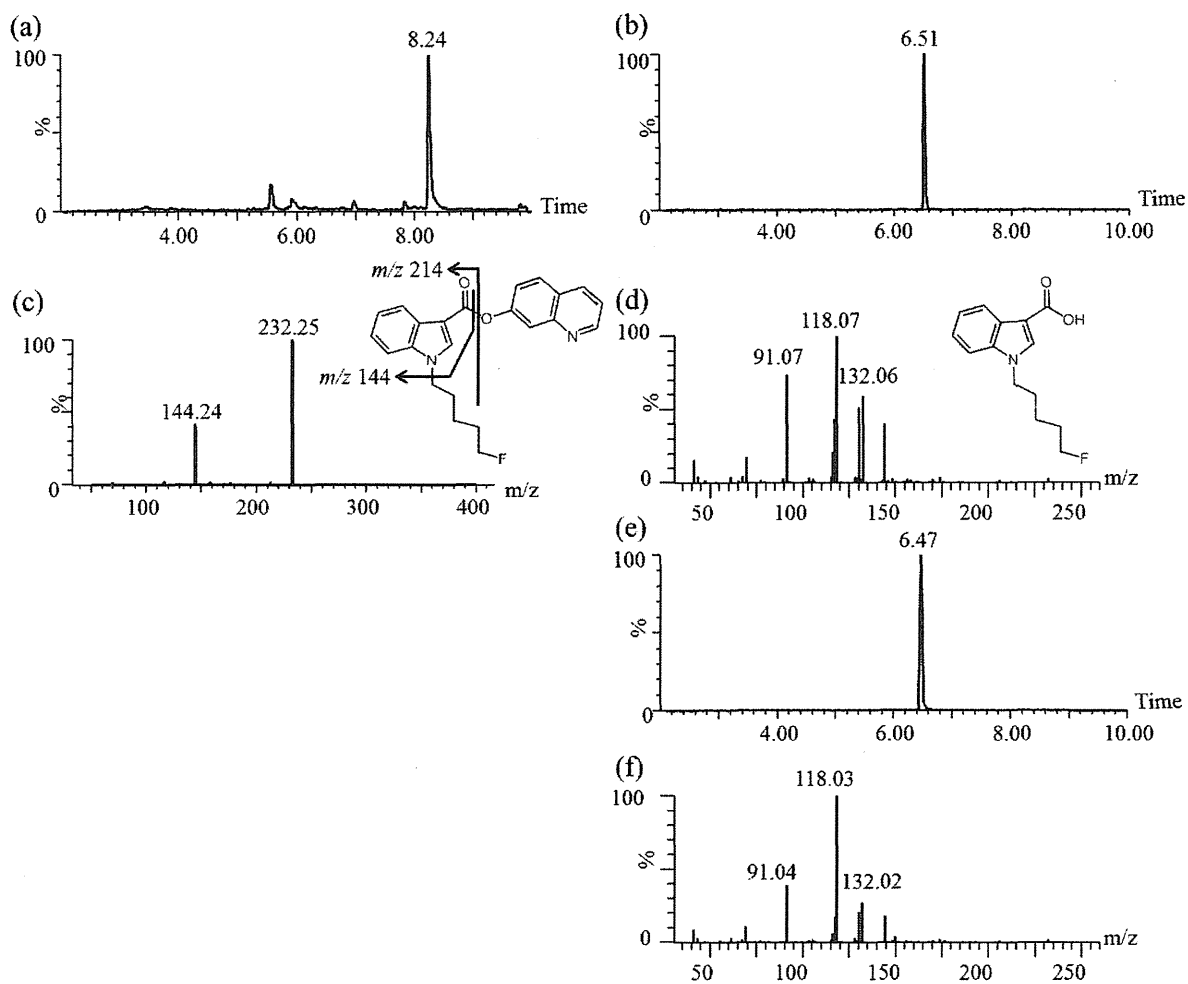 (a)
8.24
100
%
0
4.00 6.00 8.00
Time
(b)
6.51
100
%
0
4.00 6.00 8.00 10.00
Time
(c)
m/z 214
m/z 144
O
O
N
N
F
232.25
144.24
100
%
0
100 200 300 400
m/z
(d)
118.07
91.07
132.06
100
%
0
50 100 150 200 250
O
OH
N
F
(e)
6.47
100
%
0
4.00 6.00 8.00 10.00
Time
(f)
118.03
91.04
132.02
100
%
0
50 100 150 200 250
m/z